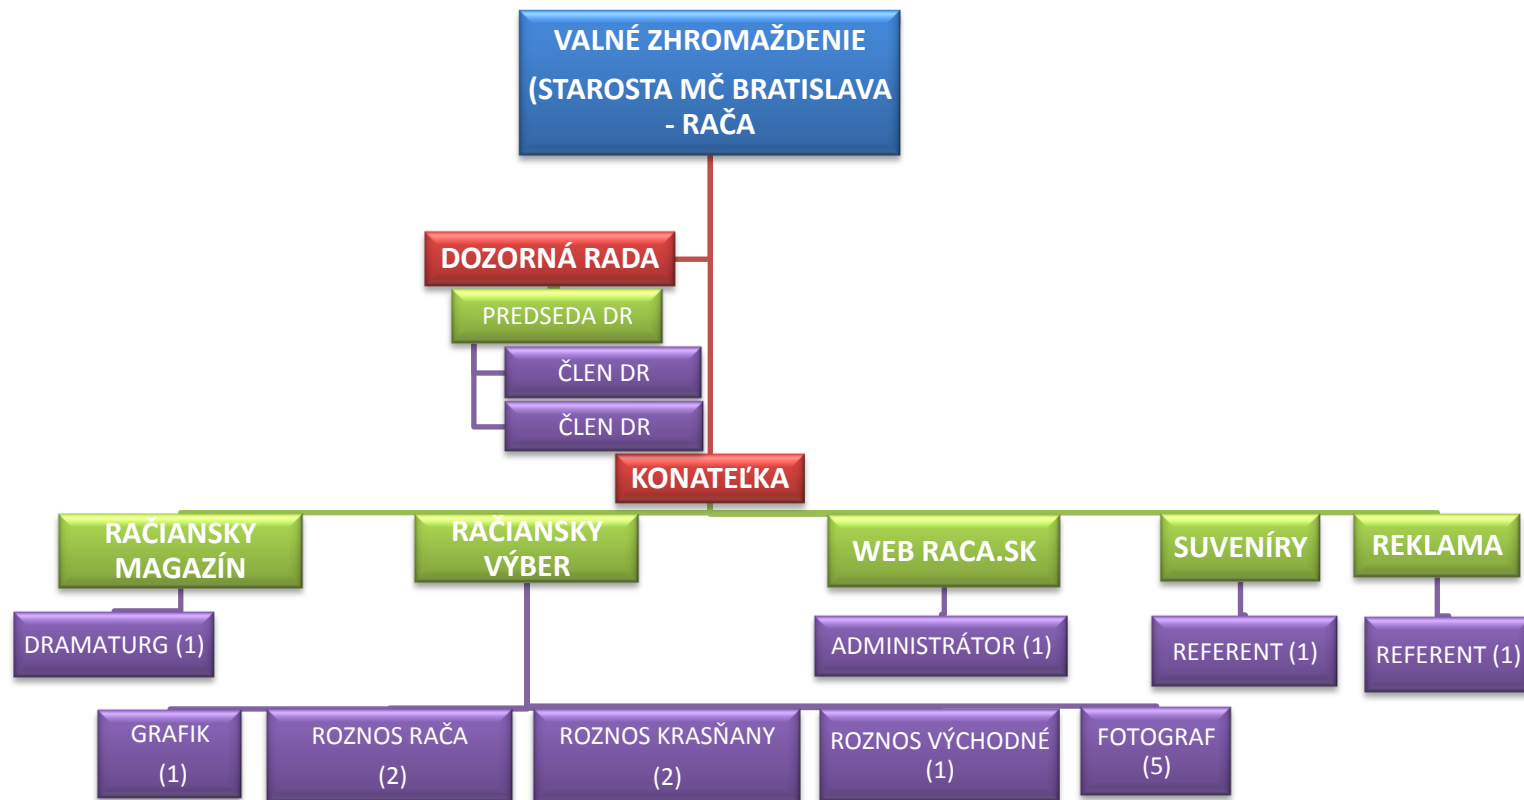 VALNÉ ZHROMAŽDENIE
(STAROSTA MČ BRATISLAVA
- RAČA
DOZORNÁ RADA
PREDSEDA DR
ČLEN DR
ČLEN DR
KONATEĽKA
RAČIANSKY
MAGAZÍN
RAČIANSKY
VÝBER
WEB RACA.SK
SUVENÍRY
REKLAMA
DRAMATURG (1)
ADMINISTRÁTOR (1)
REFERENT (1)
REFERENT (1)
GRAFIK
(1)
ROZNOS RAČA
(2)
ROZNOS KRASŇANY
(2)
ROZNOS VÝCHODNÉ
(1)
FOTOGRAF
(5)